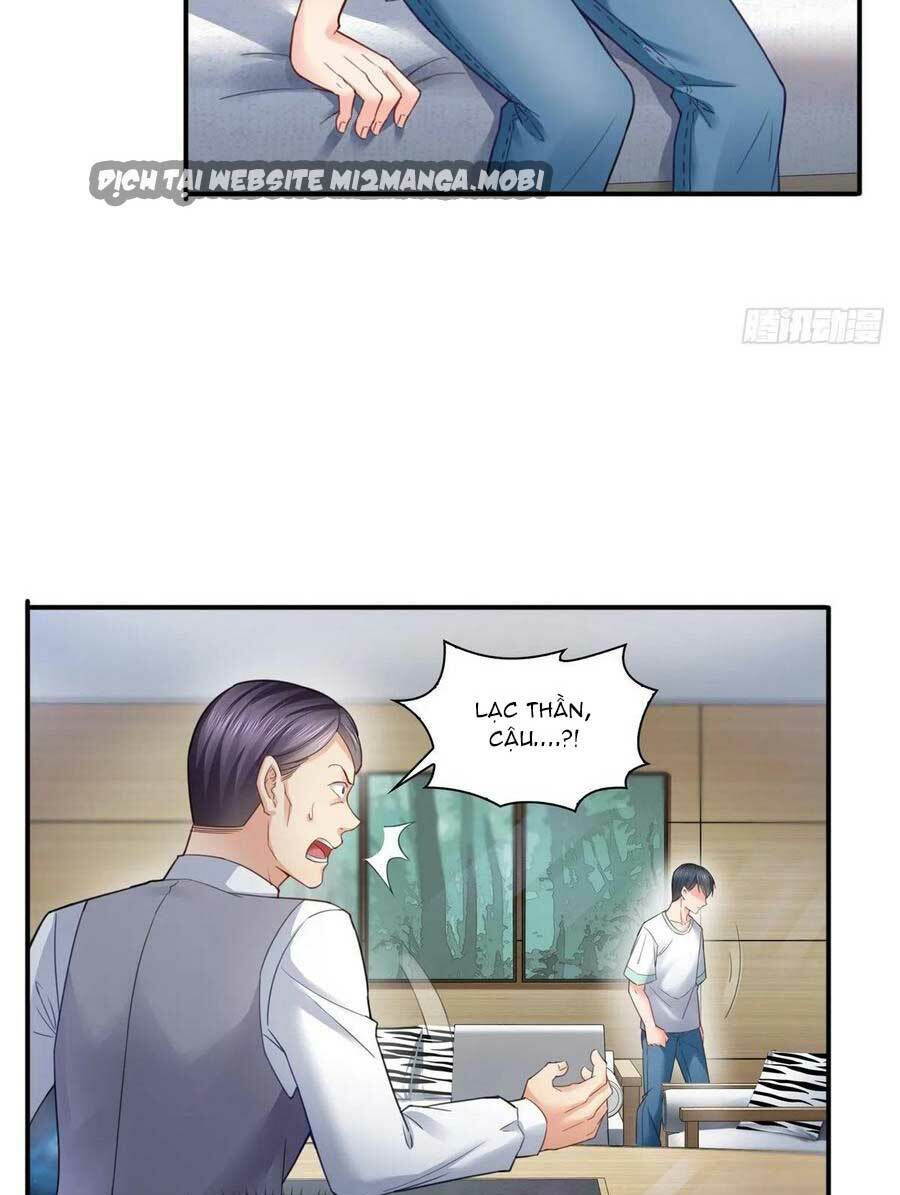 DỊCH TẠI WEBSITE MI2MANGA.MOBI
腾讯动漫
LẠC THẦN,
CẬU....?!